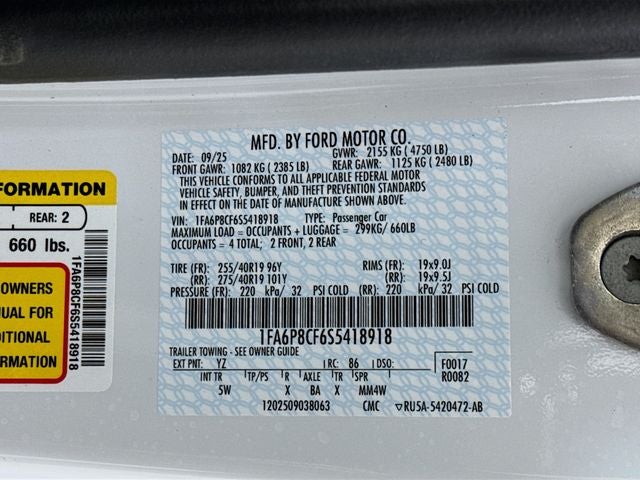 MFD. BY FORD MOTOR CO.
DATE: 09/25 GVWR: 2155 KG ( 4750 LB)
FRONT GAWR: 1082 KG ( 2385 LB) REAR GAWR: 1125 KG ( 2480 LB)
THIS VEHICLE CONFORMS TO ALL APPLICABLE FEDERAL MOTOR
VEHICLE SAFETY, BUMPER, AND THEFT PREVENTION STANDARDS
IN EFFECT ON THE DATE OF MANUFACTURE SHOWN ABOVE.
VIN: 1FA6P8CF6S5418918 TYPE: Passenger Car
MAXIMUM LOAD = OCCUPANTS + LUGGAGE = 299KG/ 660LB
OCCUPANTS = 4 TOTAL; 2 FRONT, 2 REAR
TIRE (FR): 255/40R19 96Y RIMS (FR): 19x9.0J
(RR): 275/40R19 101Y (RR): 19x9.5J
PRESSURE (FR): 220 kPa/ 32 PSI COLD (RR): 220 kPa/ 32 PSI COLD
1FA6P8CF6S5418918
TRAILER TOWING - SEE OWNER GUIDE
EXT PNT: YZ RC: 86 DSO: F0017
R0082
INT TR TP/PS R AXLE TR SPR
5W X BA X MM4W
1202509038063 CMC ▽RU5A-5420472-AB
FORMATION
REAR: 2
660 lbs.
OWNERS
UAL FOR
DITIONAL
RMATION
1FA6P8CF6S5418918